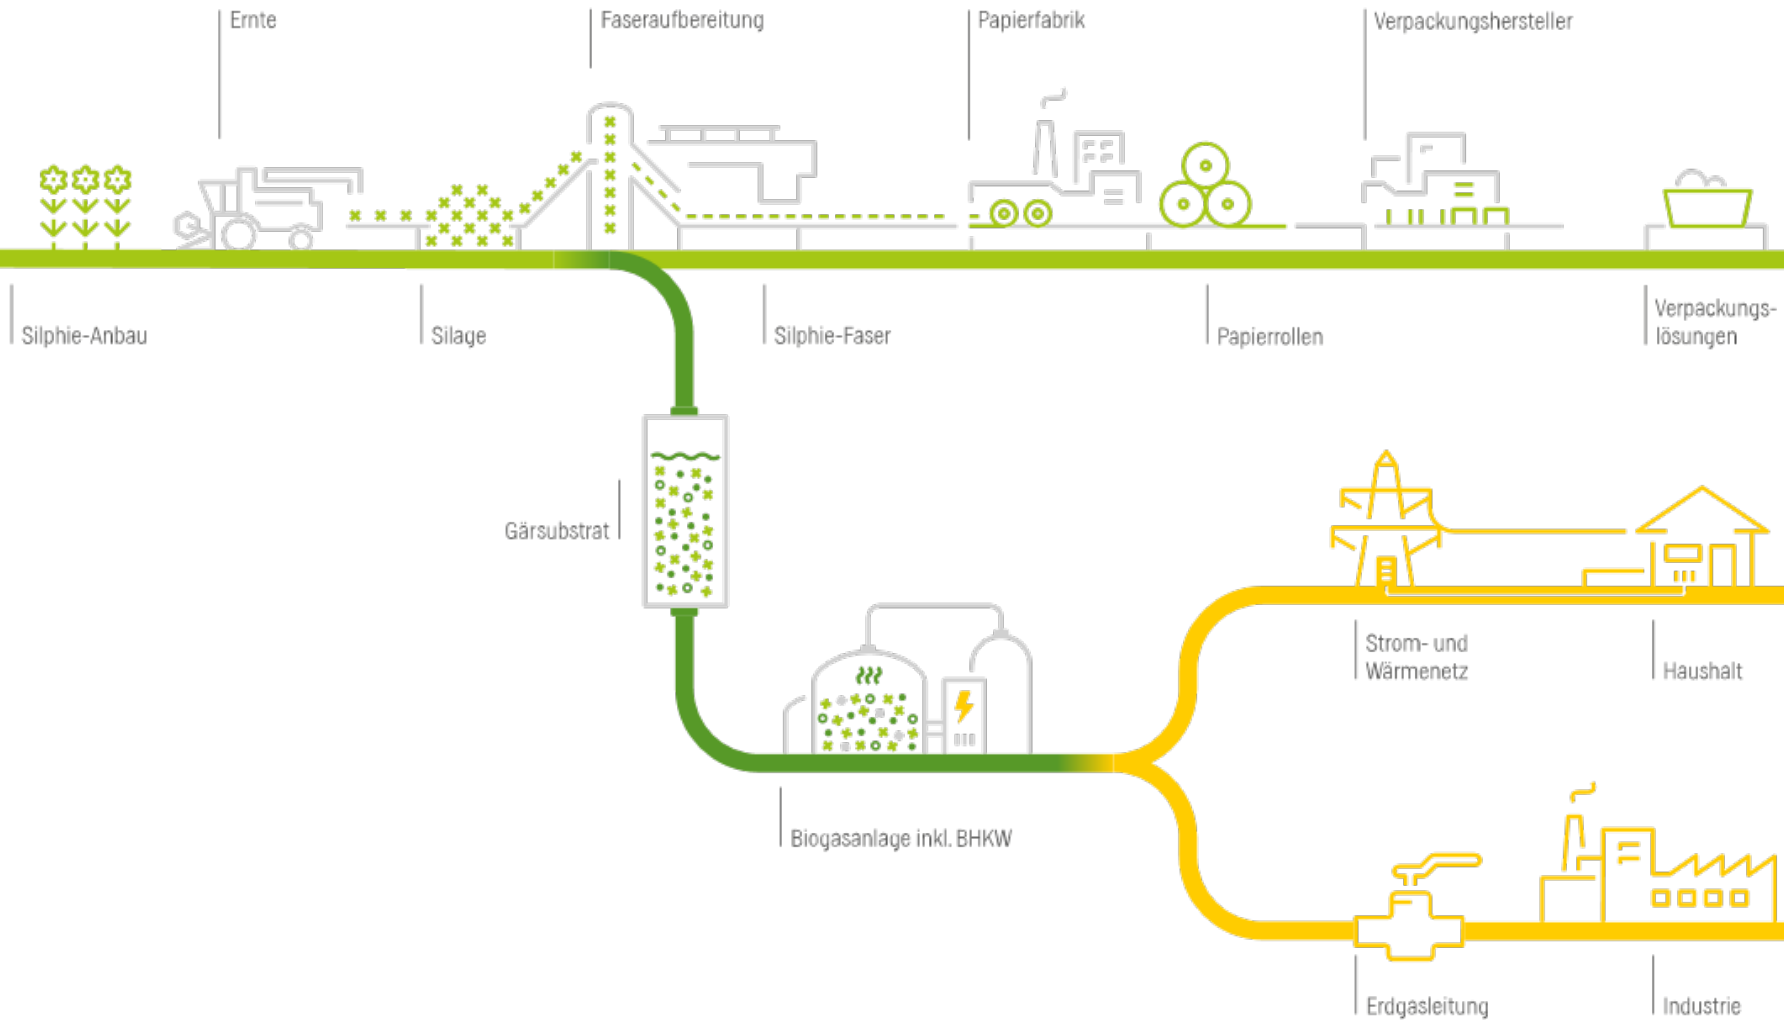 Ernte
Faseraufbereitung
Papierfabrik
Verpackungshersteller
Silphie-Anbau
Silage
Silphie-Faser
Papierrollen
Verpackungs-
lösungen
Gärsubstrat
Strom- und
Wärmenetz
Haushalt
Biogasanlage inkl. BHKW
Erdgasleitung
Industrie